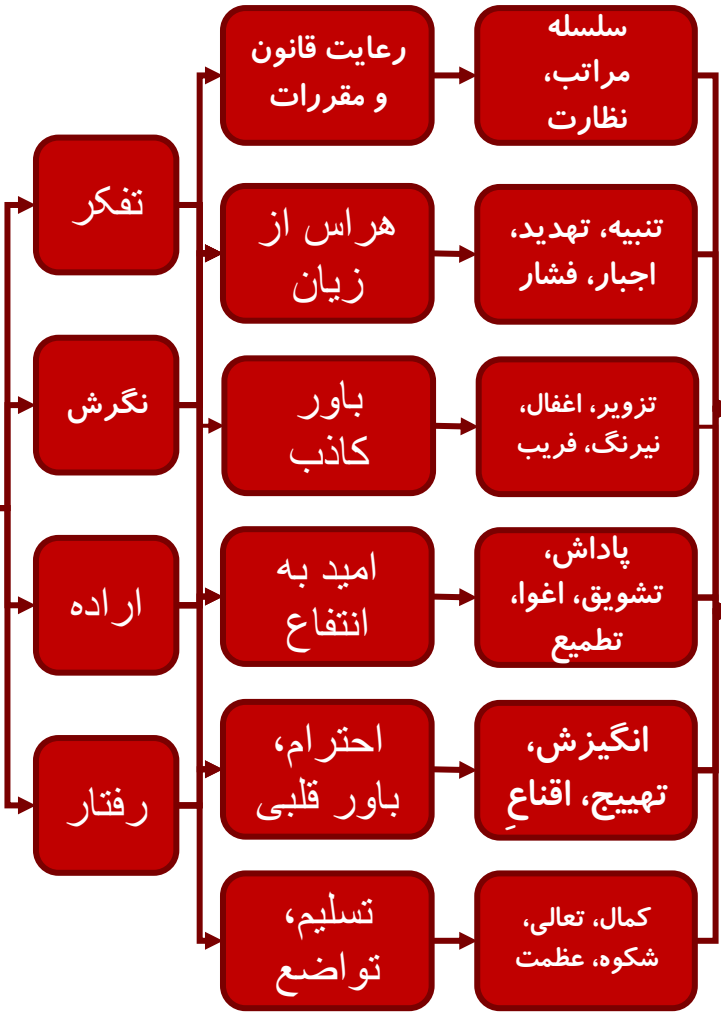 تفکر
نگرش
اراده
رفتار
رعایت قانون
و مقررات
هراس از
زیان
باور
کاذب
امید به
انتفاع
احترام،
باور قلبی
تسلیم،
تواضع
سلسله
مراتب،
نظارت
تنبیه، تهدید،
اجبار، فشار
تزویر، اغفال،
نیرنگ، فریب
پاداش،
تشویق، اغوا،
تطمیع
انگیزش،
تهییج، اقناعِ
کمال، تعالی،
شکوه، عظمت